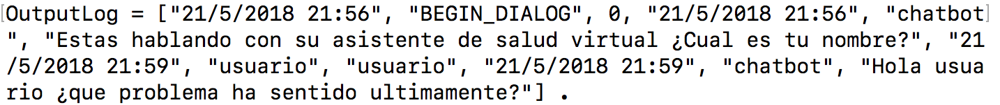 [OutputLog = ["21/5/2018 21:56", "BEGIN_DIALOG", 0, "21/5/2018 21:56", "chatbot]
", "Estas hablando con su asistente de salud virtual ¿Cual es tu nombre?", "21
/5/2018 21:59", "usuario", "usuario", "21/5/2018 21:59", "chatbot", "Hola usua
rio ¿que problema ha sentido ultimamente?"] .